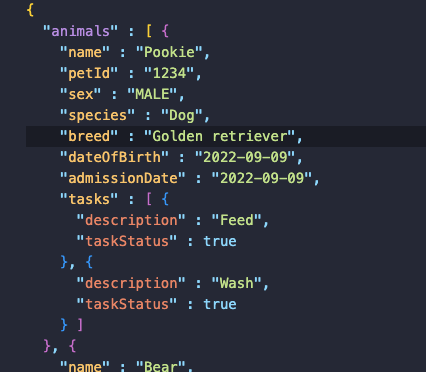 {
  "animals" : [ {
    "name" : "Pookie",
    "petId" : "1234",
    "sex" : "MALE",
    "species" : "Dog",
    "breed" : "Golden retriever",
    "dateOfBirth" : "2022-09-09",
    "admissionDate" : "2022-09-09",
    "tasks" : [ {
      "description" : "Feed",
      "taskStatus" : true
    }, {
      "description" : "Wash",
      "taskStatus" : true
    } ]
  }, {
    "name" : "Bear",